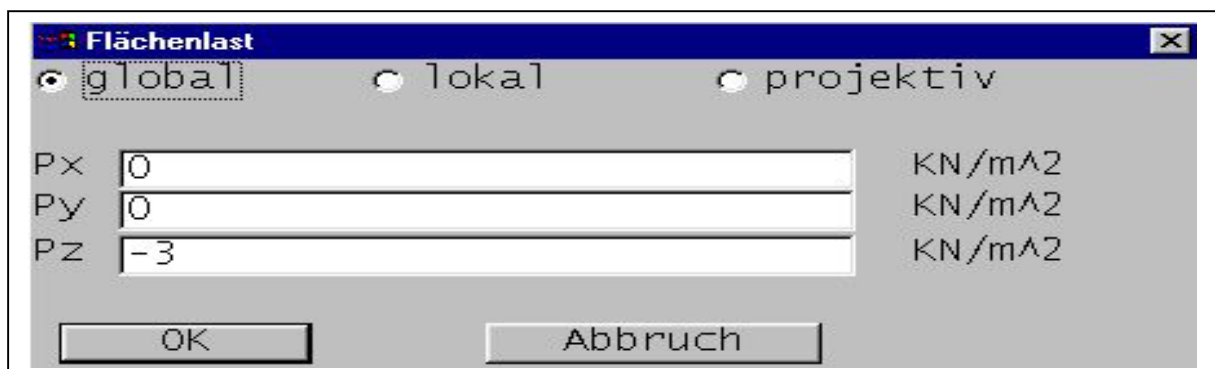 Flächenlast
global lokal projektiv
Px 0 KN/m^2
Py 0 KN/m^2
Pz -3 KN/m^2
OK Abbruch